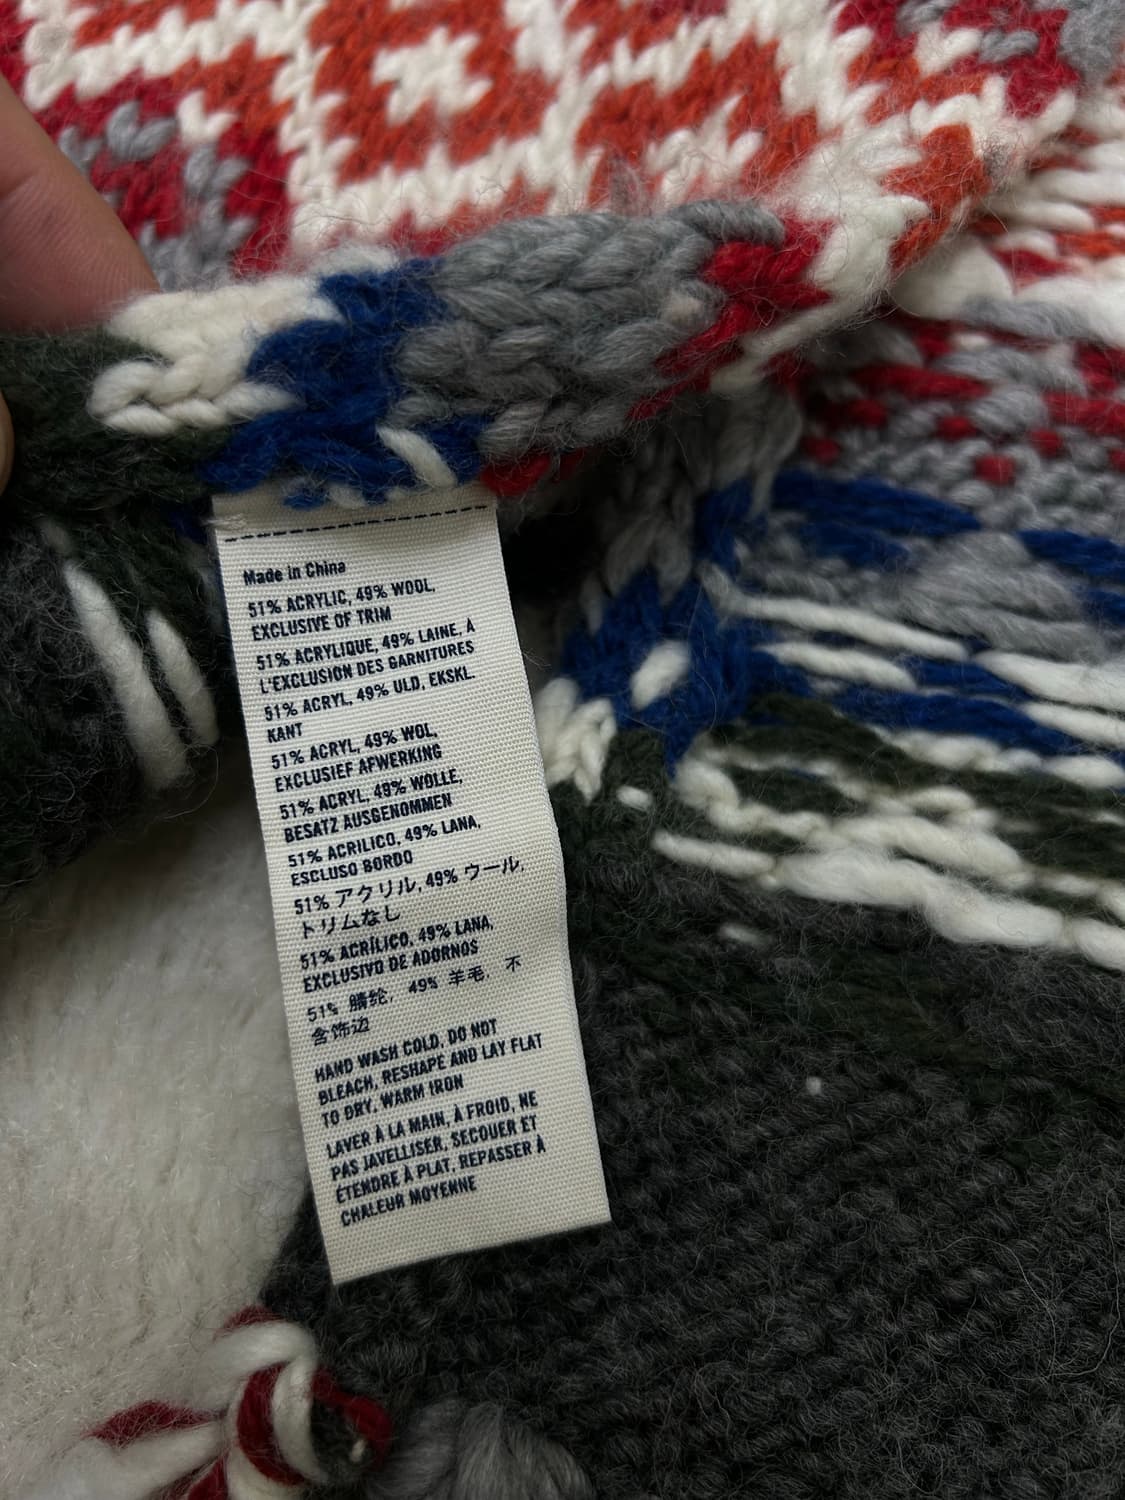 Made in China
51% ACRYLIC, 49% WOOL,
EXCLUSIVE OF TRIM
51% ACRYLIQUE, 49% LAINE, À
L'EXCLUSION DES GARNITURES
51% ACRYL, 49% ULD, EKSKL.
KANT
51% ACRYL, 49% WOL,
EXCLUSIEF AFWERKING
51% ACRYL, 49% WOLLE,
BESATZ AUSGENOMMEN
51% ACRILICO, 49% LANA,
ESCLUSO BORDO
51% アクリル, 49% ウール,
トリムなし
51% ACRÍLICO, 49% LANA,
EXCLUSIVO DE ADORNOS
51% 腈纶, 49% 羊毛, 不
含饰边
HAND WASH COLD, DO NOT
BLEACH, RESHAPE AND LAY FLAT
TO DRY, WARM IRON
LAVER À LA MAIN, À FROID, NE
PAS JAVELLISER, SECOUER ET
ÉTENDRE À PLAT, REPASSER À
CHALEUR MOYENNE